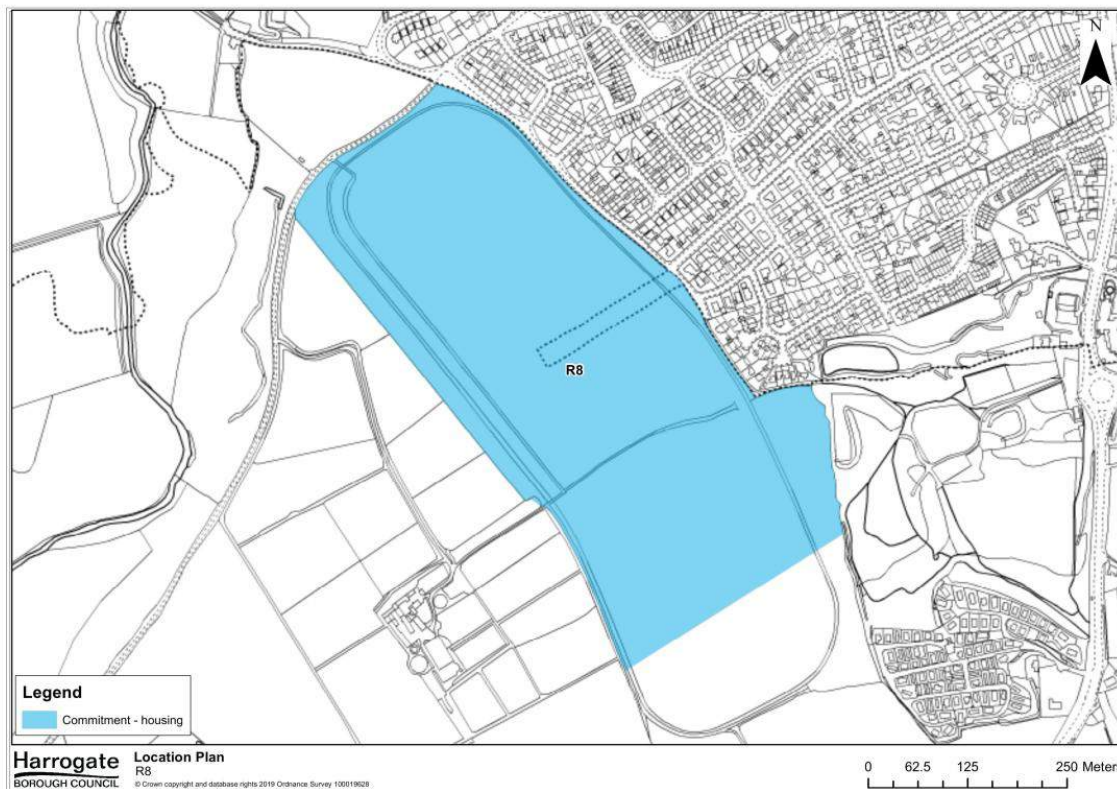 N
R8
Legend
Commitment - housing
Harrogate
BOROUGH COUNCIL
Location Plan
R8
© Crown copyright and database rights 2019 Ordnance Survey 100019628
0 62.5 125 250 Meters